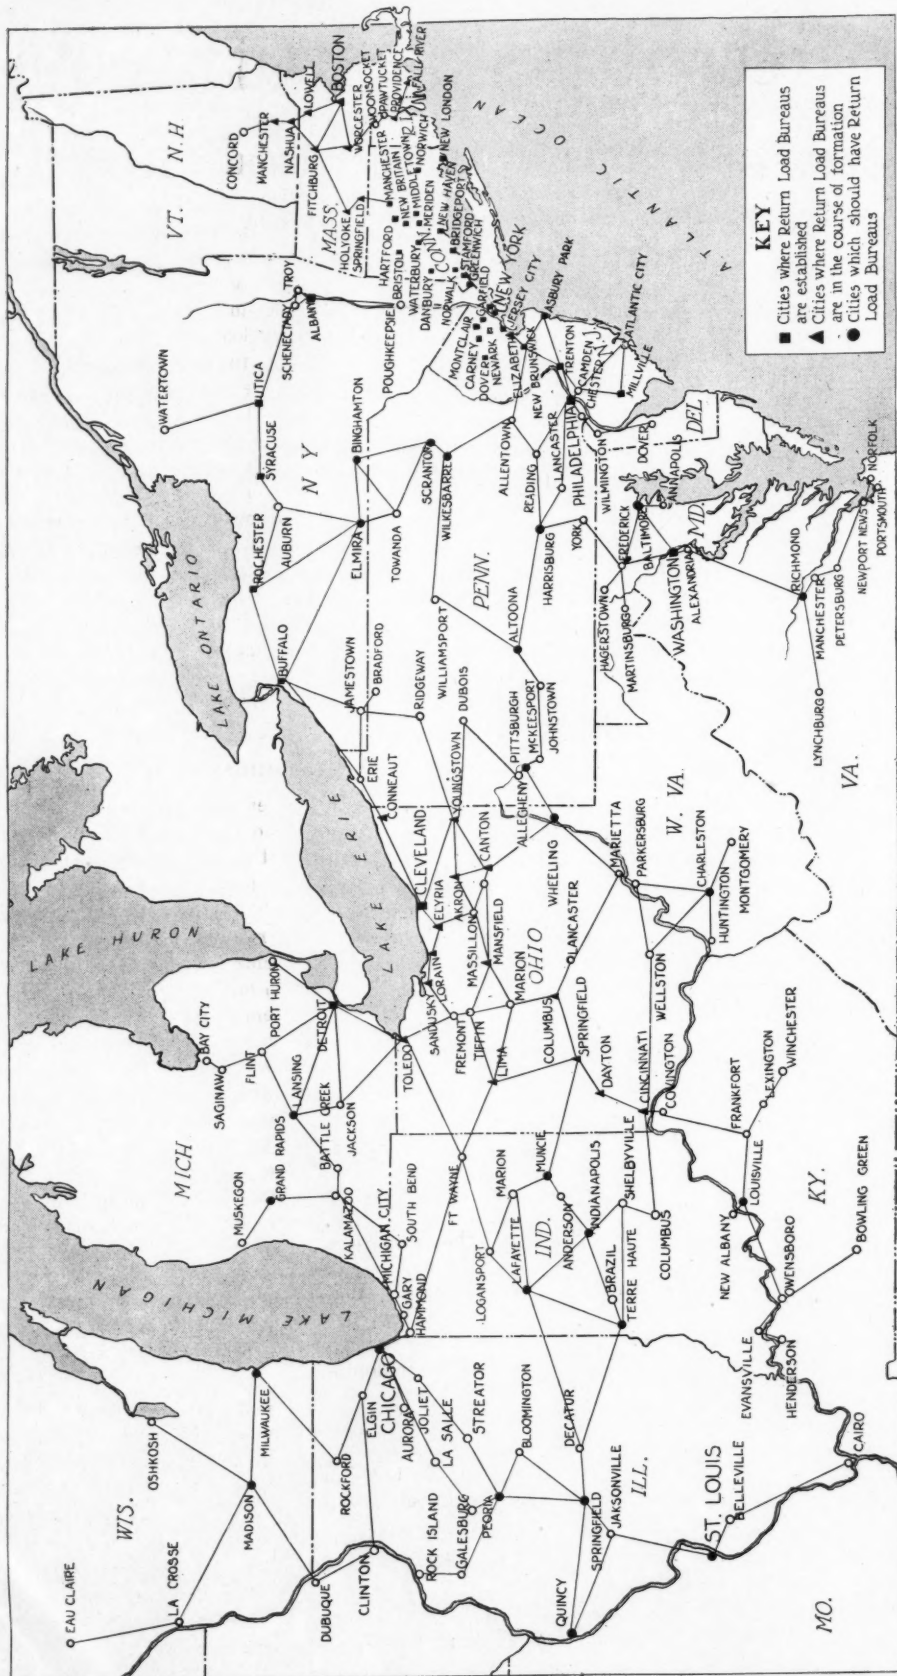 EAU CLAIRE
LA CROSSE
WIS.
OSHKOSH
MADISON
MILWAUKEE
DUBUQUE
ROCKFORD
ELGIN
CLINTON
CHICAGO
AURORA
JOLIET
LA SALLE
STREATOR
ROCK ISLAND
GALESBURG
PEORIA
BLOOMINGTON
DECATUR
QUINCY
SPRINGFIELD
JAKSONVILLE
ILL.
ST. LOUIS
BELLEVILLE
MO.
CAIRO
LAKE MICHIGAN
MUSKEGON
GRAND RAPIDS
MICH
KALAMAZOO
MICHIGAN CITY
SOUTH BEND
GARY
HAMMOND
BATTLE CREEK
JACKSON
LANSING
DETROIT
FLINT
SAGINAW
BAY CITY
PORT HURON
LAKE HURON
FT WAYNE
LOGANSPORT
MARION
LAFAYETTE
MUNCIE
IND.
ANDERSON
INDIANAPOLIS
BRAZIL
SHELBYVILLE
TERRE HAUTE
COLUMBUS
NEW ALBANY
LOUISVILLE
EVANSVILLE
OWENSBORO
HENDERSON
KY.
BOWLING GREEN
FRANKFORT
LEXINGTON
WINCHESTER
COVINGTON
CINCINNATI
DAYTON
SPRINGFIELD
COLUMBUS
LIMA
TOLEDO
FREMONT
TIFFIN
SANDUSKY
LORAIN
ELYRIA
CLEVELAND
MARION
OHIO
MANSFIELD
MASSILLON
AKRON
CANTON
YOUNGSTOWN
CONNEAUT
LAKE ERIE
LANCASTER
WELLSTON
MARIETTA
PARKERSBURG
HUNTINGTON
CHARLESTON
MONTGOMERY
W. VA.
WHEELING
ALLEGHENY
PITTSBURGH
MCKEESPORT
JOHNSTOWN
DUBOIS
RIDGEWAY
BRADFORD
JAMESTOWN
ERIE
BUFFALO
LAKE ONTARIO
ROCHESTER
AUBURN
SYRACUSE
UTICA
WATERTOWN
N. Y
ELMIRA
BINGHAMTON
TOWANDA
SCRANTON
WILKESBARRE
WILLIAMSPORT
PENN.
ALTOONA
HARRISBURG
YORK
LANCASTER
READING
ALLENTOWN
PHILADELPHIA
CHESTER
CAMDEN
TRENTON
WILMINGTON
DOVER
DEL.
MILLVILLE
ATLANTIC CITY
N. J.
ASBURY PARK
NEW BRUNSWICK
ELIZABETH
JERSEY CITY
NEWARK
DOVER
CARNEY
GARFIELD
MONTCLAIR
NEW YORK
HAGERSTOWN
MARTINSBURG
FREDERICK
BALTIMORE
ANNAPOLIS
MD.
WASHINGTON
ALEXANDRIA
RICHMOND
MANCHESTER
PETERSBURG
LYNCHBURG
VA.
NEWPORT NEWS
NORFOLK
PORTSMOUTH
SCHENECTADY
TROY
ALBANY
POUGHKEEPSIE
VT.
N.H
CONCORD
MANCHESTER
NASHUA
LOWELL
FITCHBURG
BOSTON
MASS.
HOLYOKE
SPRINGFIELD
WORCESTER
WOONSOCKET
PAWTUCKET
PROVIDENCE
R.I.
FALL RIVER
HARTFORD
MANCHESTER
BRISTOL
NEW BRITAIN
MIDDLETOWN
WATERBURY
MERIDEN
NORWICH
NEW LONDON
CONN.
DANBURY
NEW HAVEN
BRIDGEPORT
NORWALK
STAMFORD
GREENWICH
ATLANTIC OCEAN
KEY
■ Cities where Return Load Bureaus
are established
▲ Cities where Return Load Bureaus
are in the course of formation
● Cities which should have Return
Load Bureaus